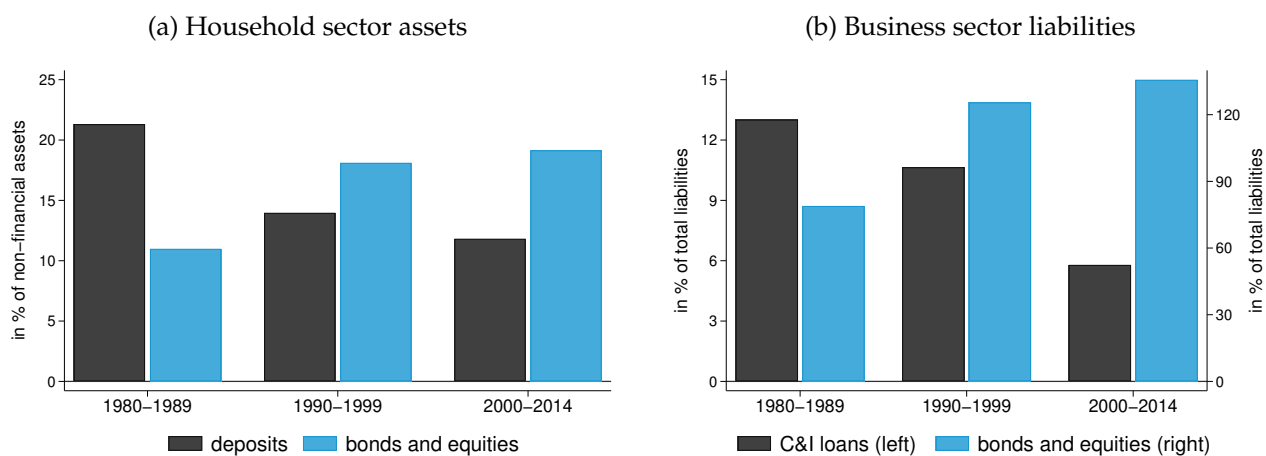 (a) Household sector assets
in % of non−financial assets
25
20
15
10
5
0
1980−1989
1990−1999
2000−2014
deposits
bonds and equities
(b) Business sector liabilities
in % of total liabilities
15
12
9
6
3
0
120
90
60
30
0
in % of total liabilities
1980−1989
1990−1999
2000−2014
C&I loans (left)
bonds and equities (right)